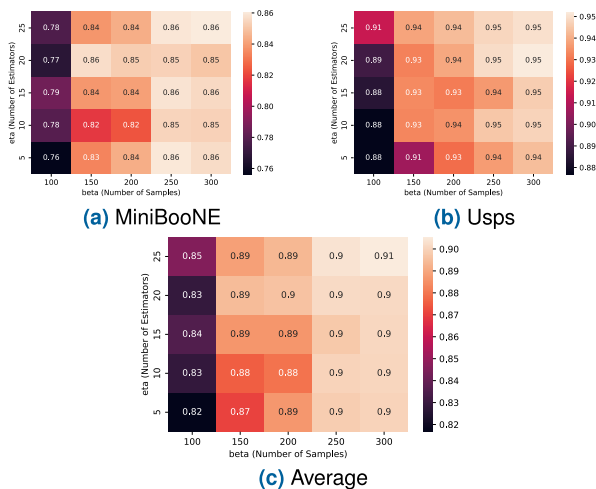 eta (Number of Estimators)
25 0.78 0.84 0.84 0.86 0.86
20 0.77 0.86 0.85 0.85 0.85
15 0.79 0.84 0.84 0.86 0.86
10 0.78 0.82 0.82 0.85 0.85
5 0.76 0.83 0.84 0.86 0.86
100 150 200 250 300
beta (Number of Samples)
0.86
0.84
0.82
0.80
0.78
0.76
(a) MiniBooNE
eta (Number of Estimators)
25 0.91 0.94 0.94 0.95 0.95
20 0.89 0.93 0.94 0.95 0.95
15 0.88 0.93 0.93 0.94 0.95
10 0.88 0.93 0.94 0.95 0.95
5 0.88 0.91 0.93 0.94 0.94
100 150 200 250 300
beta (Number of Samples)
0.95
0.94
0.93
0.92
0.91
0.90
0.89
0.88
(b) Usps
eta (Number of Estimators)
25 0.85 0.89 0.89 0.9 0.91
20 0.83 0.89 0.9 0.9 0.9
15 0.84 0.89 0.89 0.9 0.9
10 0.83 0.88 0.88 0.9 0.9
5 0.82 0.87 0.89 0.9 0.9
100 150 200 250 300
beta (Number of Samples)
0.90
0.89
0.88
0.87
0.86
0.85
0.84
0.83
0.82
(c) Average